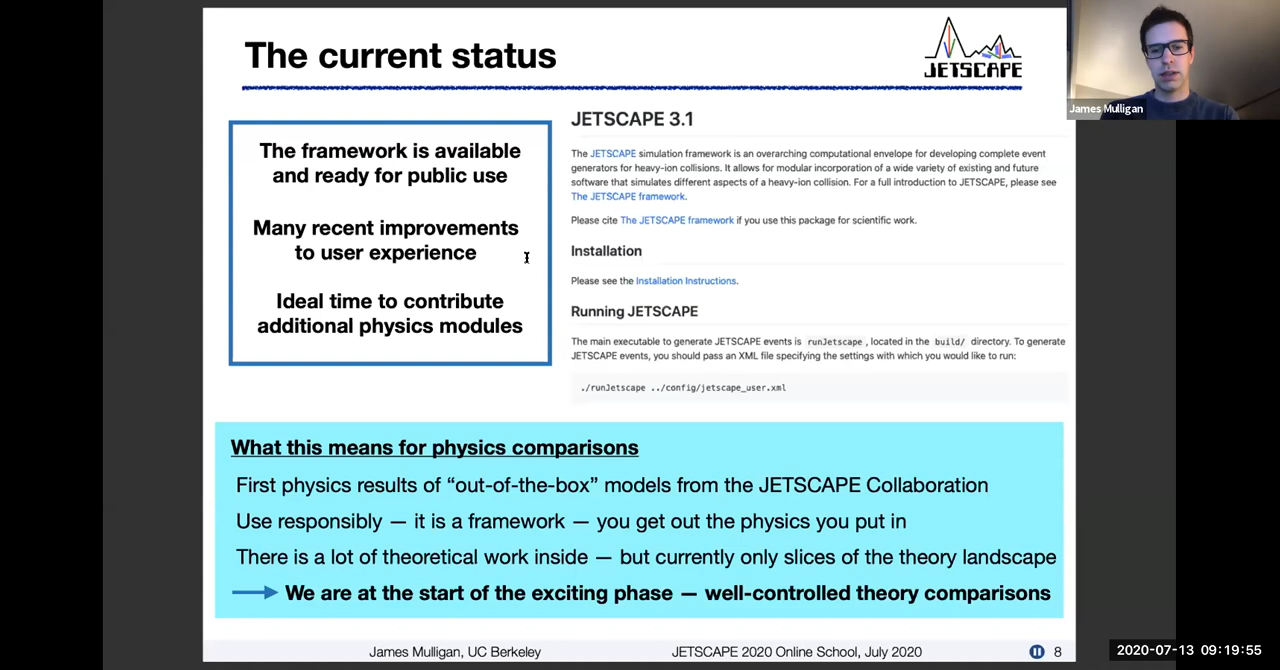 The current status
JETSCAPE
James Mulligan
The framework is available
and ready for public use
Many recent improvements
to user experience
Ideal time to contribute
additional physics modules
JETSCAPE 3.1
The JETSCAPE simulation framework is an overarching computational envelope for developing complete event
generators for heavy-ion collisions. It allows for modular incorporation of a wide variety of existing and future
software that simulates different aspects of a heavy-ion collision. For a full introduction to JETSCAPE, please see
The JETSCAPE framework.
Please cite The JETSCAPE framework if you use this package for scientific work.
Installation
Please see the Installation Instructions.
Running JETSCAPE
The main executable to generate JETSCAPE events is runJetscape , located in the build/ directory. To generate
JETSCAPE events, you should pass an XML file specifying the settings with which you would like to run:
./runJetscape ../config/jetscape_user.xml
What this means for physics comparisons
First physics results of “out-of-the-box” models from the JETSCAPE Collaboration
Use responsibly — it is a framework — you get out the physics you put in
There is a lot of theoretical work inside — but currently only slices of the theory landscape
We are at the start of the exciting phase — well-controlled theory comparisons
James Mulligan, UC Berkeley
JETSCAPE 2020 Online School, July 2020
8
2020-07-13 09:19:55